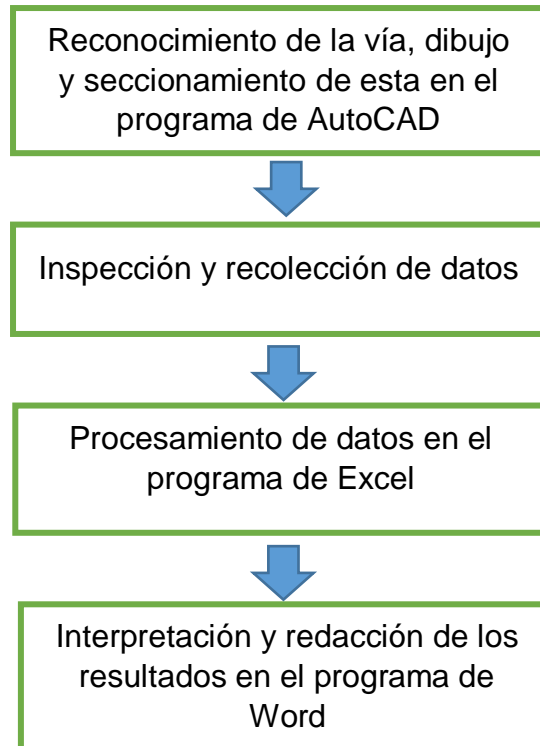 Reconocimiento de la vía, dibujo
y seccionamiento de esta en el
programa de AutoCAD
Inspección y recolección de datos
Procesamiento de datos en el
programa de Excel
Interpretación y redacción de los
resultados en el programa de
Word